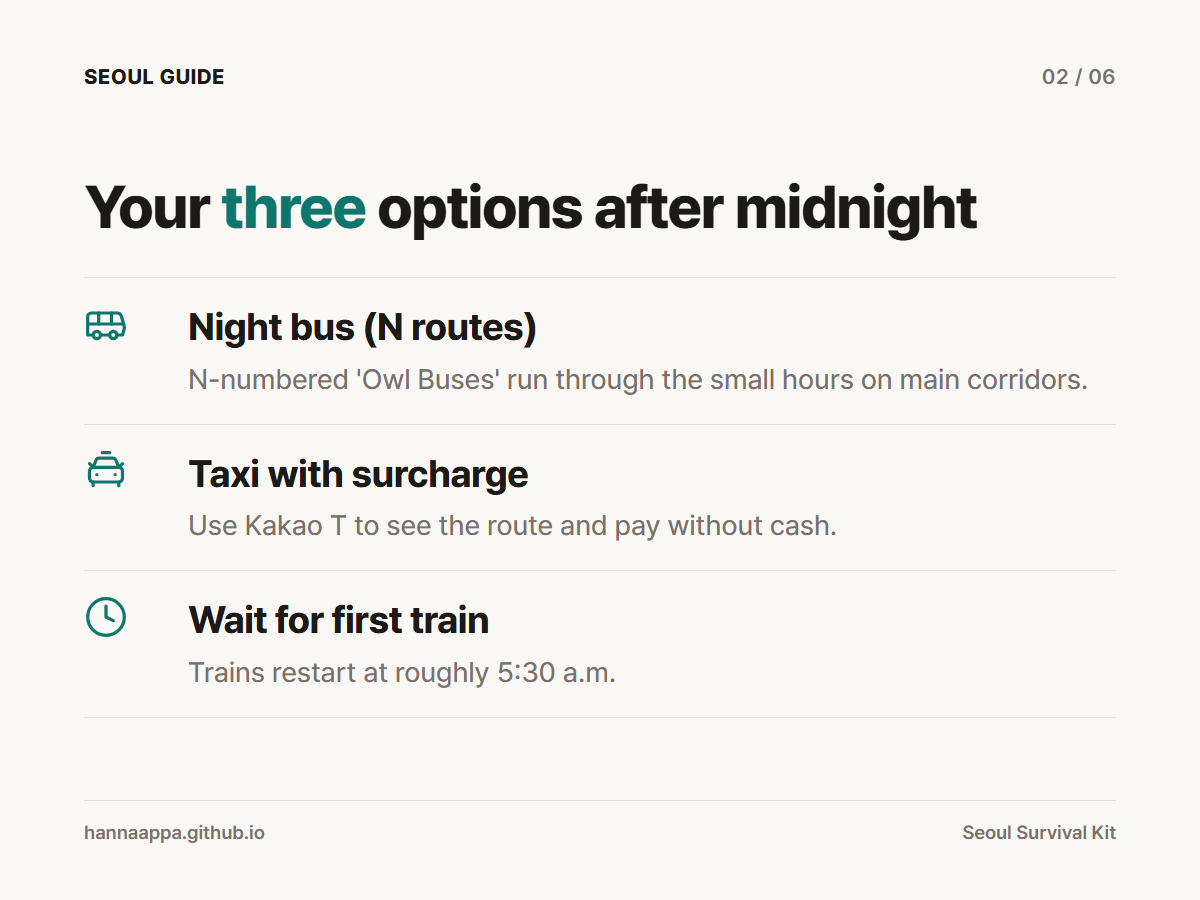 SEOUL GUIDE
02 / 06
Your three options after midnight
Night bus (N routes)
N-numbered 'Owl Buses' run through the small hours on main corridors.
Taxi with surcharge
Use Kakao T to see the route and pay without cash.
Wait for first train
Trains restart at roughly 5:30 a.m.
hannaappa.github.io
Seoul Survival Kit